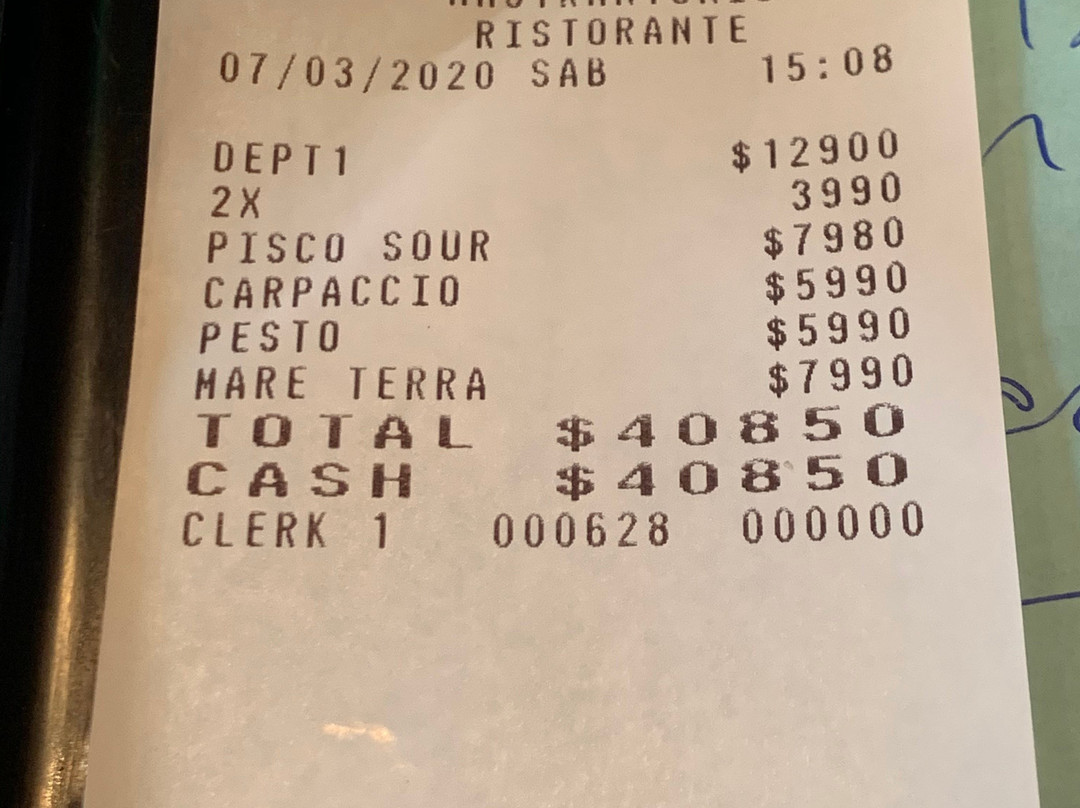 RISTORANTE
07/03/2020 SAB 15:08
DEPT1 $12900
2X 3990
PISCO SOUR $7980
CARPACCIO $5990
PESTO $5990
MARE TERRA $7990
TOTAL $40850
CASH $40850
CLERK 1 000628 000000